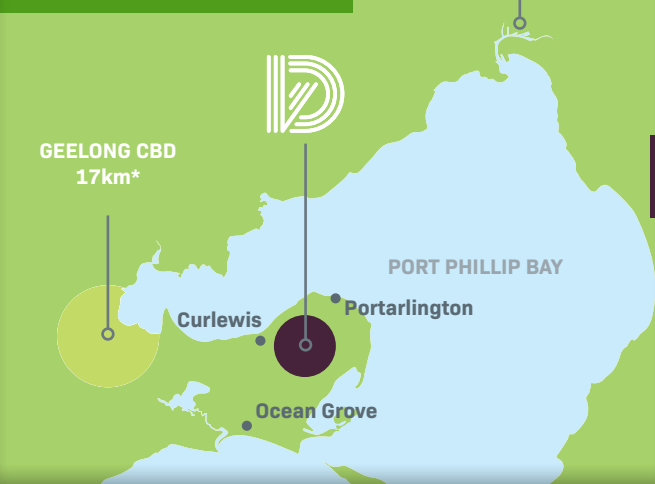 GEELONG CBD
17km*
PORT PHILLIP BAY
Portarlington
Curlewis
Ocean Grove